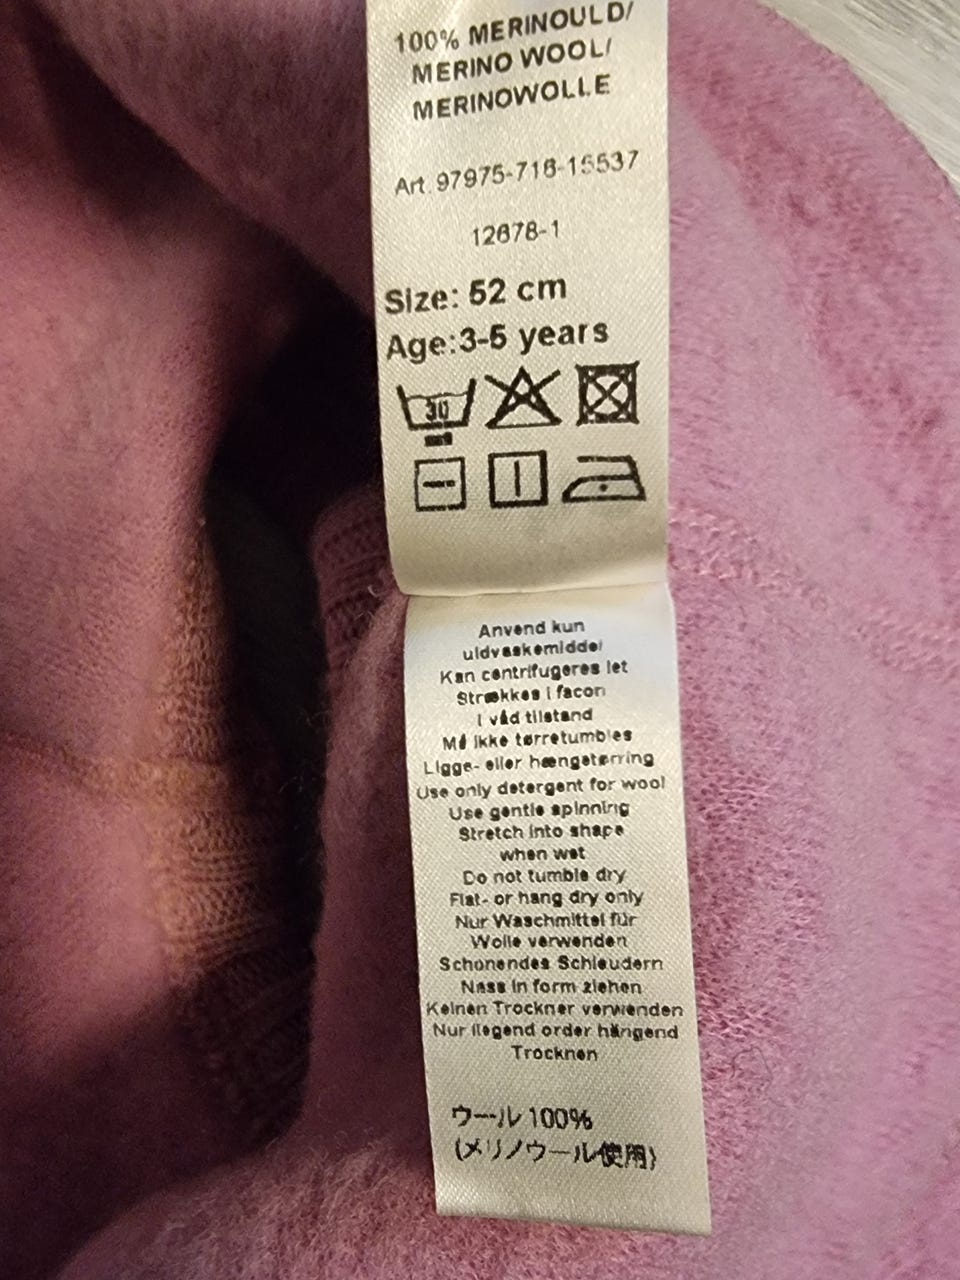 100% MERINOULD/
MERINO WOOL/
MERINOWOLLE
Art. 97975-716-15537
12678-1
Size: 52 cm
Age:3-5 years
30
Anvend kun
uldvaskemiddel
Kan centrifugeres let
Strækkes i facon
i våd tilstand
Må ikke tørretumbles
Ligge- eller hængetørring
Use only detergent for wool
Use gentle spinning
Stretch into shape
when wet
Do not tumble dry
Flat- or hang dry only
Nur Waschmittel für
Wolle verwenden
Schonendes Schleudern
Nass in form ziehen
Keinen Trockner verwenden
Nur liegend order hängend
Trocknen
ウール 100%
(メリノウール使用)